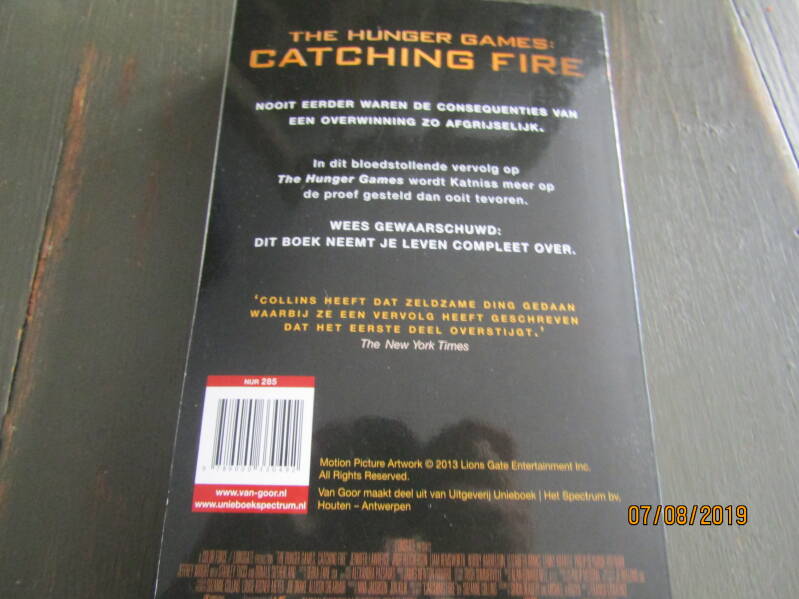 THE HUNGER GAMES:
CATCHING FIRE
NOOIT EERDER WAREN DE CONSEQUENTIES VAN
EEN OVERWINNING ZO AFGRIJSELIJK.
In dit bloedstollende vervolg op
The Hunger Games wordt Katniss meer op
de proef gesteld dan ooit tevoren.
WEES GEWAARSCHUWD:
DIT BOEK NEEMT JE LEVEN COMPLEET OVER.
'COLLINS HEEFT DAT ZELDZAME DING GEDAAN
WAARBIJ ZE EEN VERVOLG HEEFT GESCHREVEN
DAT HET EERSTE DEEL OVERSTIJGT.'
The New York Times
NUR 285
www.van-goor.nl
www.unieboekspectrum.nl
Motion Picture Artwork © 2013 Lions Gate Entertainment Inc.
All Rights Reserved.
Van Goor maakt deel uit van Uitgeverij Unieboek | Het Spectrum bv,
Houten – Antwerpen
07/08/2019